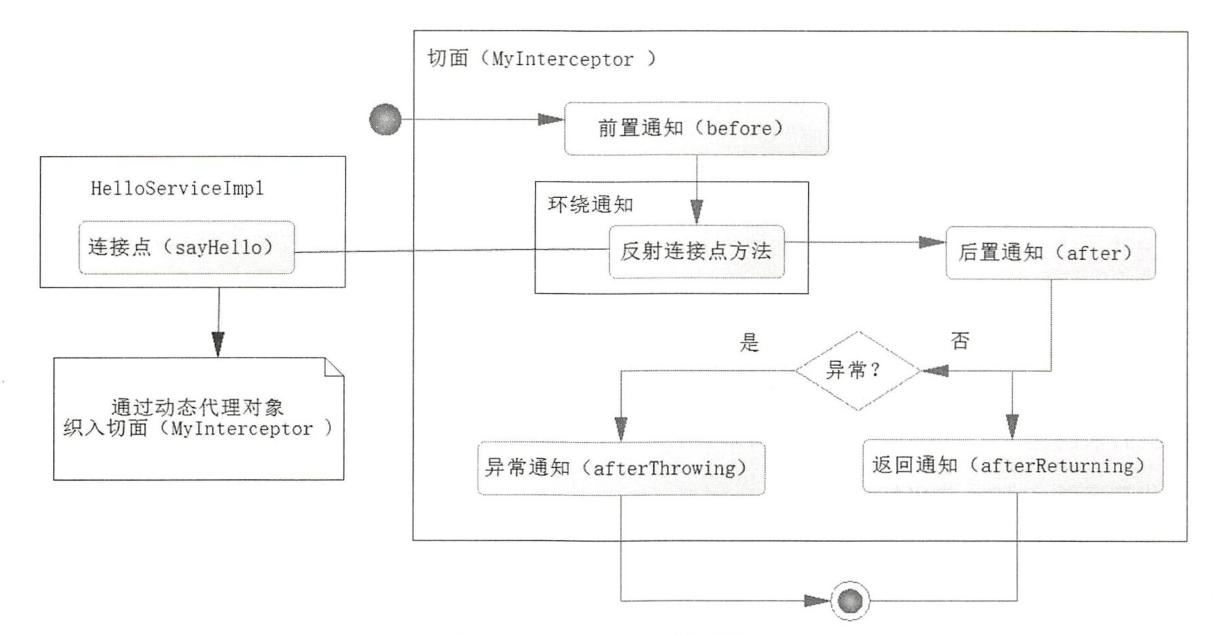 切面（MyInterceptor ）
前置通知（before）
HelloServiceImpl
连接点（sayHello）
环绕通知
反射连接点方法
后置通知（after）
是
异常？
否
通过动态代理对象
织入切面（MyInterceptor ）
异常通知（afterThrowing）
返回通知（afterReturning）